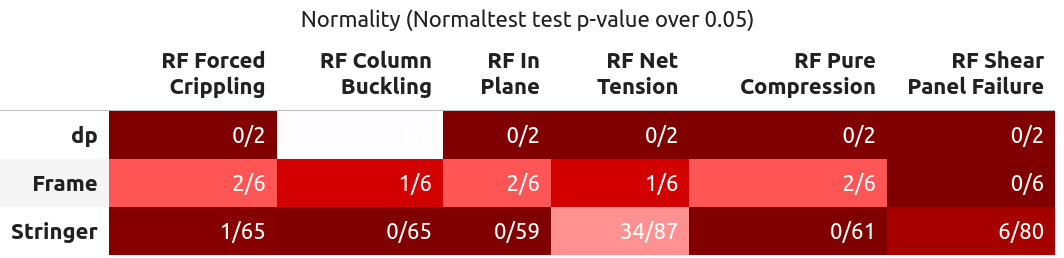 Normality (Normaltest test p-value over 0.05)
RF Forced Crippling RF Column Buckling RF In Plane RF Net Tension RF Pure Compression RF Shear Panel Failure
dp 0/2 0/2 0/2 0/2 0/2
Frame 2/6 1/6 2/6 1/6 2/6 0/6
Stringer 1/65 0/65 0/59 34/87 0/61 6/80